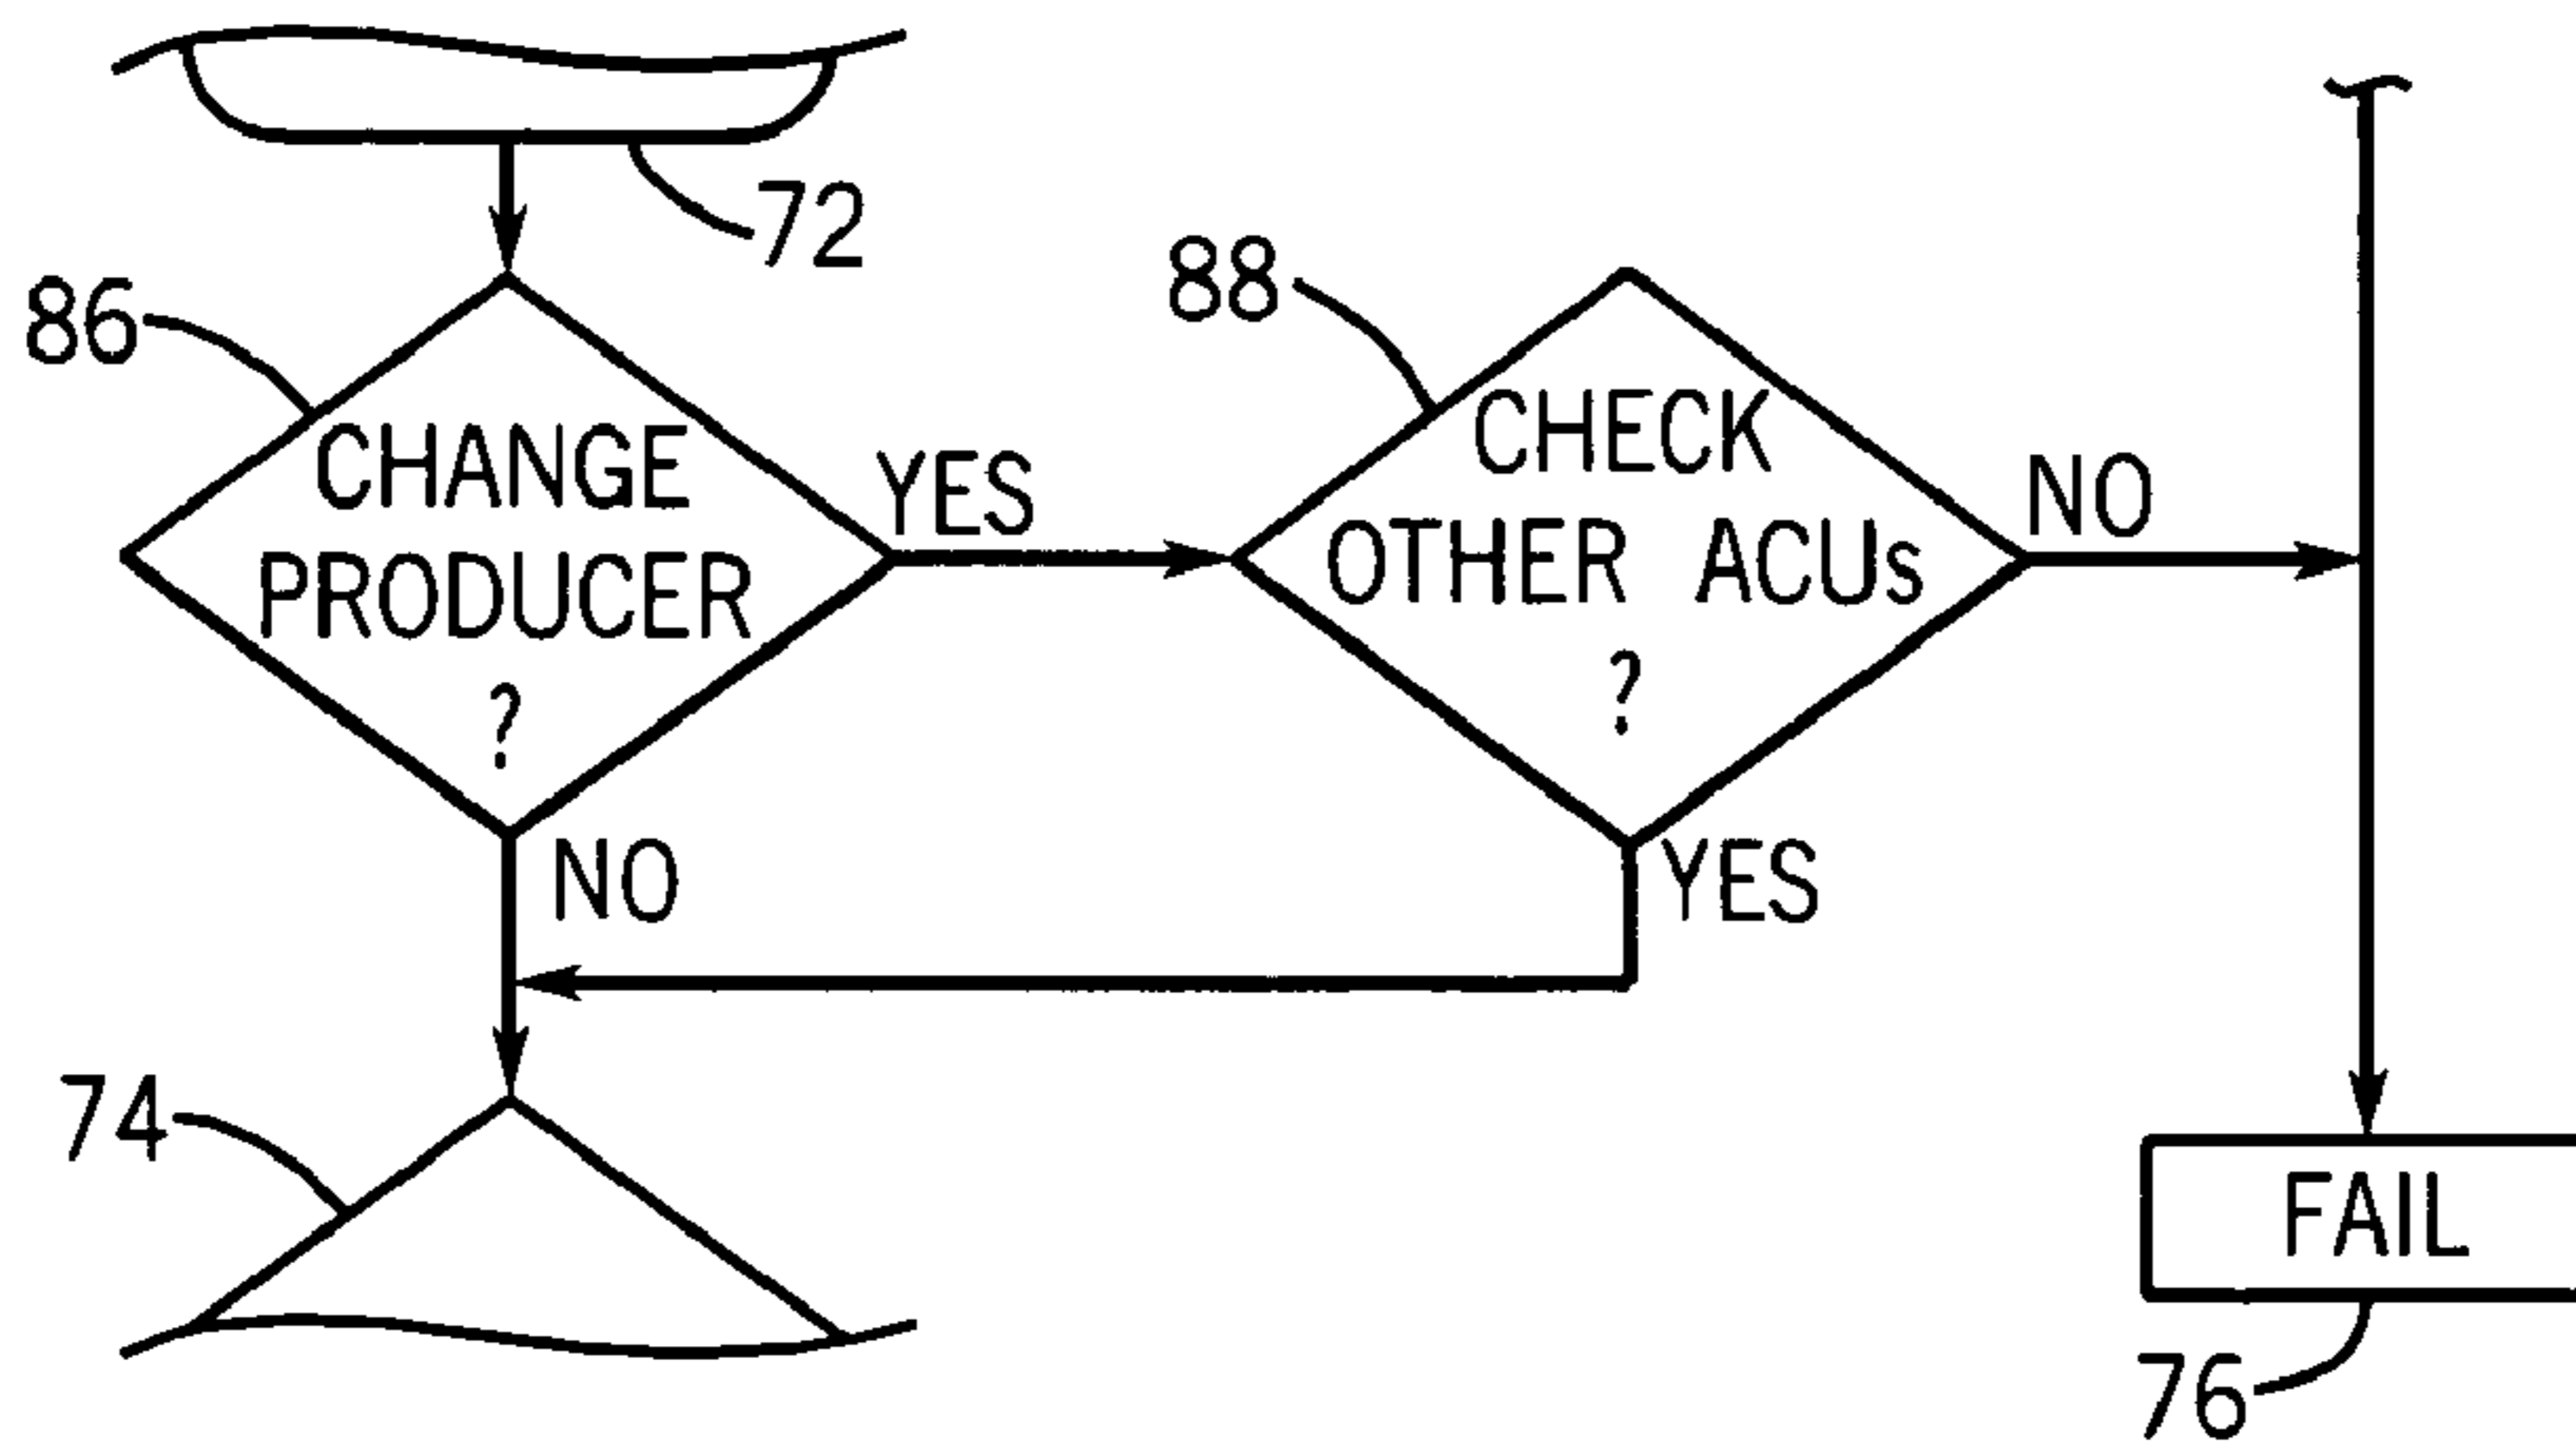 72
86
CHANGE
PRODUCER
?
YES
NO
88
CHECK
OTHER ACUs
?
NO
YES
74
FAIL
76